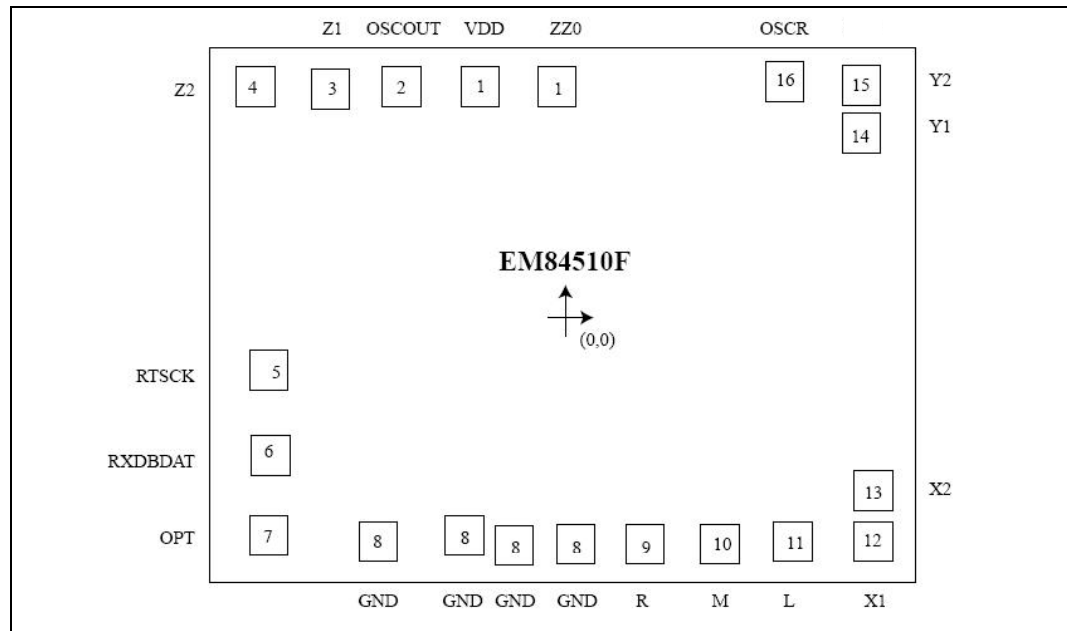 Z1 OSCOUT VDD ZZ0 OSCR
Z2 4 3 2 1 1 16 15 Y2
14 Y1
EM84510F
(0,0)
RTSCK 5
RXDBDAT 6
13 X2
OPT 7 8 8 8 8 9 10 11 12
GND GND GND GND R M L X1